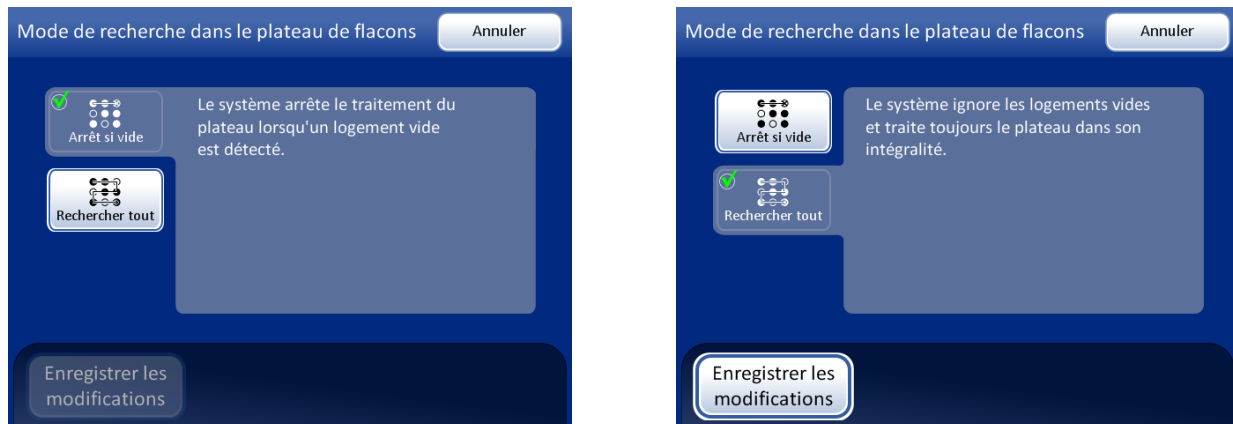 Mode de recherche dans le plateau de flacons
Annuler
Arrêt si vide
Le système arrête le traitement du
plateau lorsqu'un logement vide
est détecté.
Rechercher tout
Enregistrer les
modifications
Mode de recherche dans le plateau de flacons
Annuler
Arrêt si vide
Le système ignore les logements vides
et traite toujours le plateau dans son
intégralité.
Rechercher tout
Enregistrer les
modifications